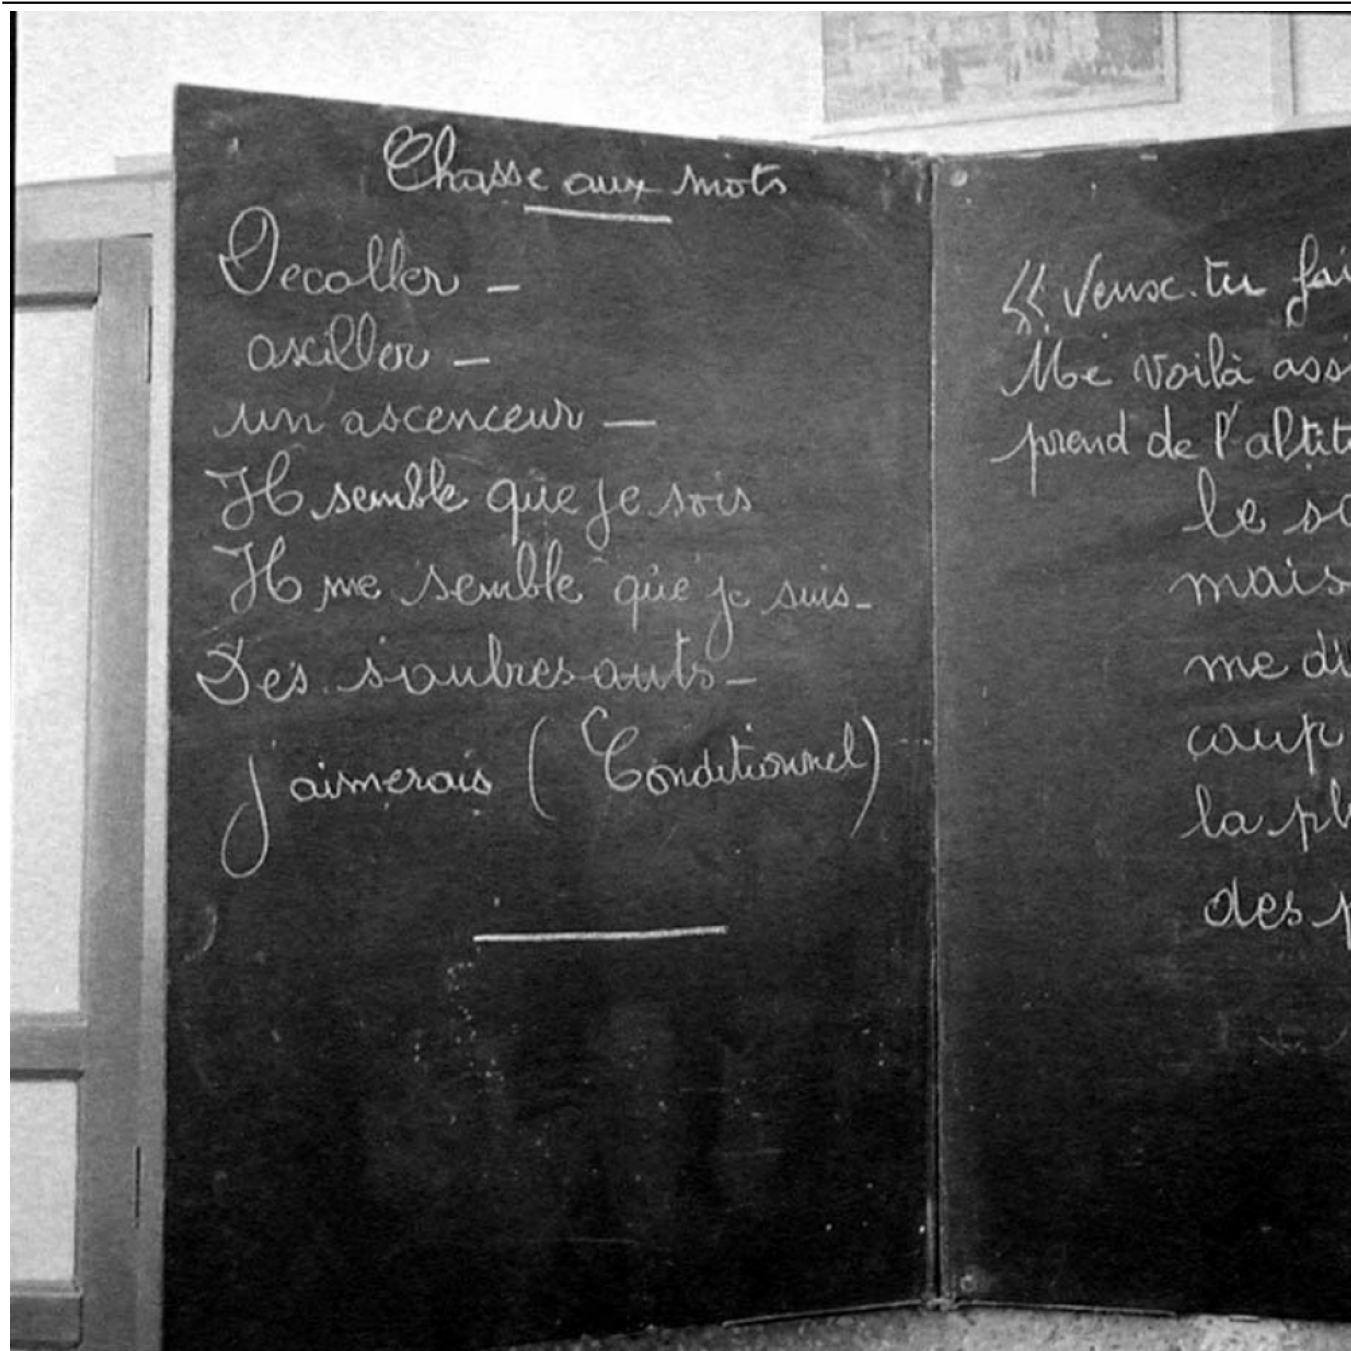 Chasse aux mots
Decoller –
osciller –
un ascenceur –
Il semble que je sois
Il me semble que je suis –
Des soubresauts –
j'aimerais (Conditionnel)
« Veux-tu fai
Me voilà ass
prend de l'altit
le so
mais
me di
coup
la pl
des p